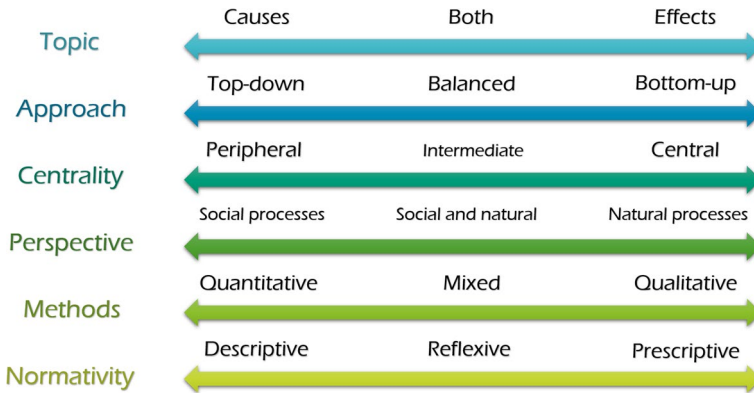 Causes Both Effects
Topic
Top-down Balanced Bottom-up
Approach
Peripheral Intermediate Central
Centrality
Social processes Social and natural Natural processes
Perspective
Quantitative Mixed Qualitative
Methods
Descriptive Reflexive Prescriptive
Normativity